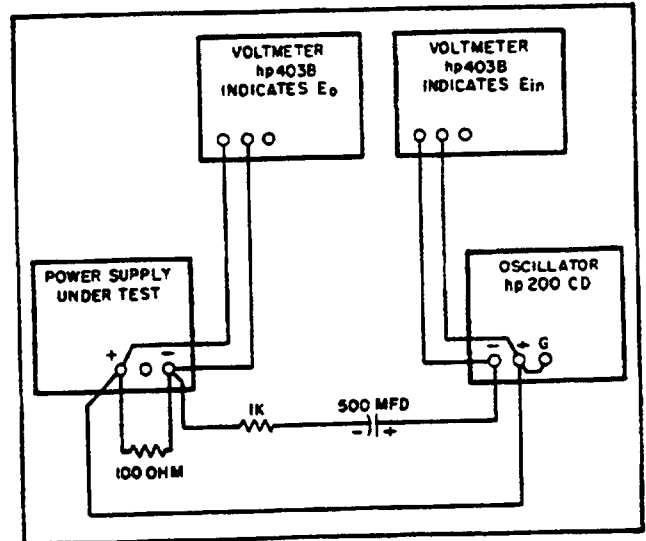 VOLTMETER
hp403B
INDICATES Eo
VOLTMETER
hp403B
INDICATES Ein
POWER SUPPLY
UNDER TEST
+ -
OSCILLATOR
hp 200 CD
- + G
1K
500 MFD
- +
100 OHM